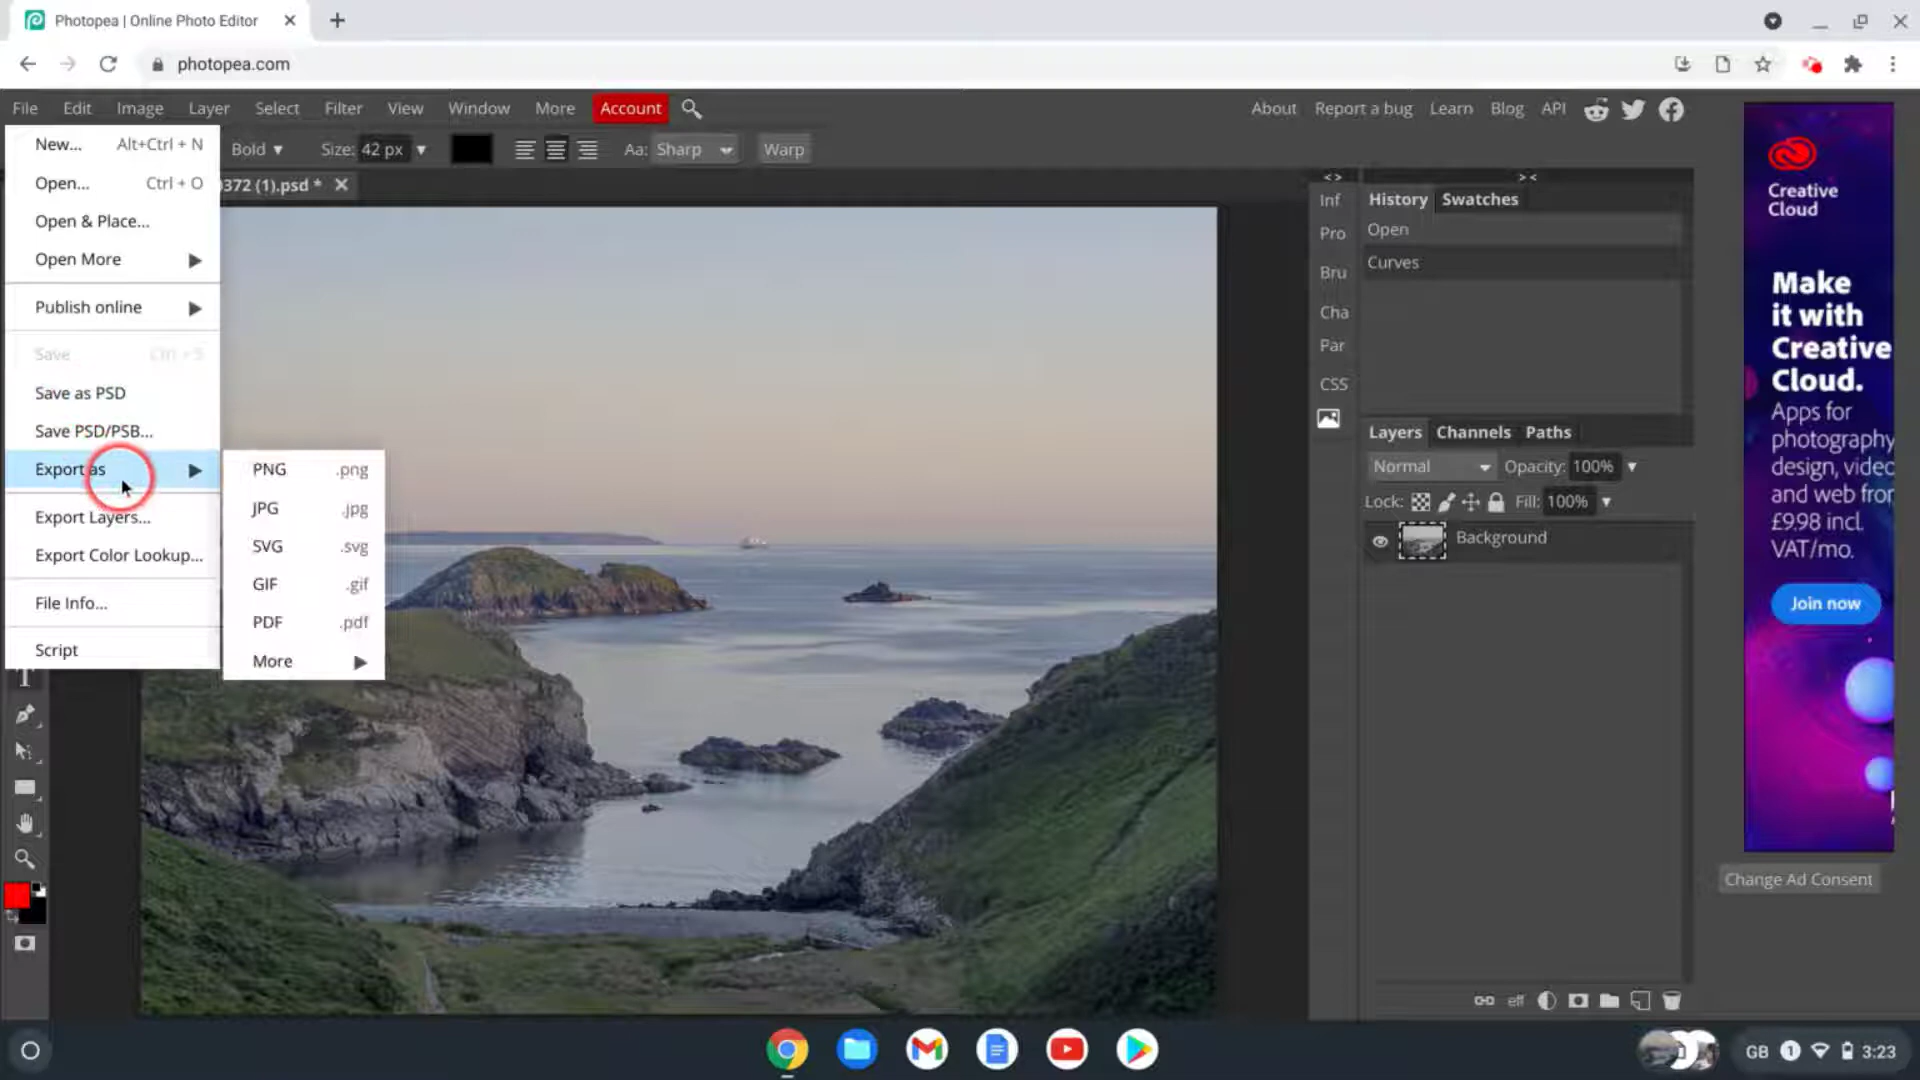 Photopea | Online Photo Editor
photopea.com
File Edit Image Layer Select Filter View Window More Account
About Report a bug Learn Blog API
Bold Size: 42 px Aa: Sharp Warp
372 (1).psd *
New... Alt+Ctrl + N
Open... Ctrl + O
Open & Place...
Open More
Publish online
Save Ctrl + S
Save as PSD
Save PSD/PSB...
Export as
Export Layers...
Export Color Lookup...
File Info...
Script
PNG .png
JPG .jpg
SVG .svg
GIF .gif
PDF .pdf
More
Inf
Pro
Bru
Cha
Par
CSS
History Swatches
Open
Curves
Layers Channels Paths
Normal Opacity: 100%
Lock: Fill: 100%
Background
eff
Creative
Cloud
Make
it with
Creative
Cloud.
Apps for
photography
design, video
and web from
£9.98 incl.
VAT/mo.
Join now
Change Ad Consent
GB 1 3:23